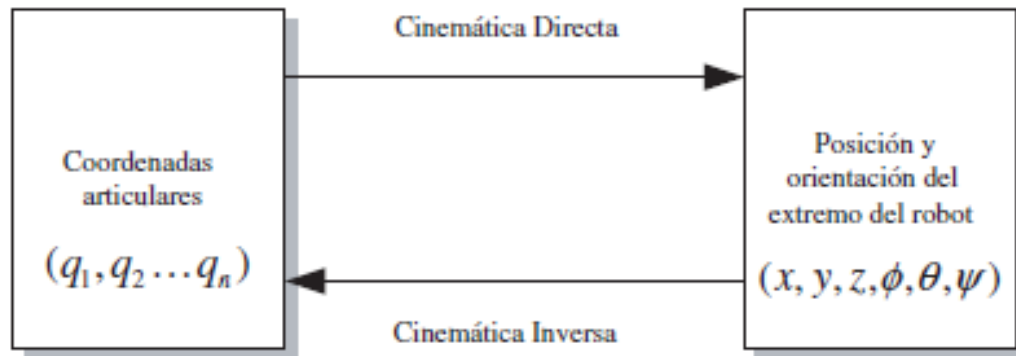 Cinemática Directa
Coordenadas
articulares
(q₁, q₂ … qₙ)
Posición y
orientación del
extremo del robot
(x, y, z, ϕ, θ, ψ)
Cinemática Inversa